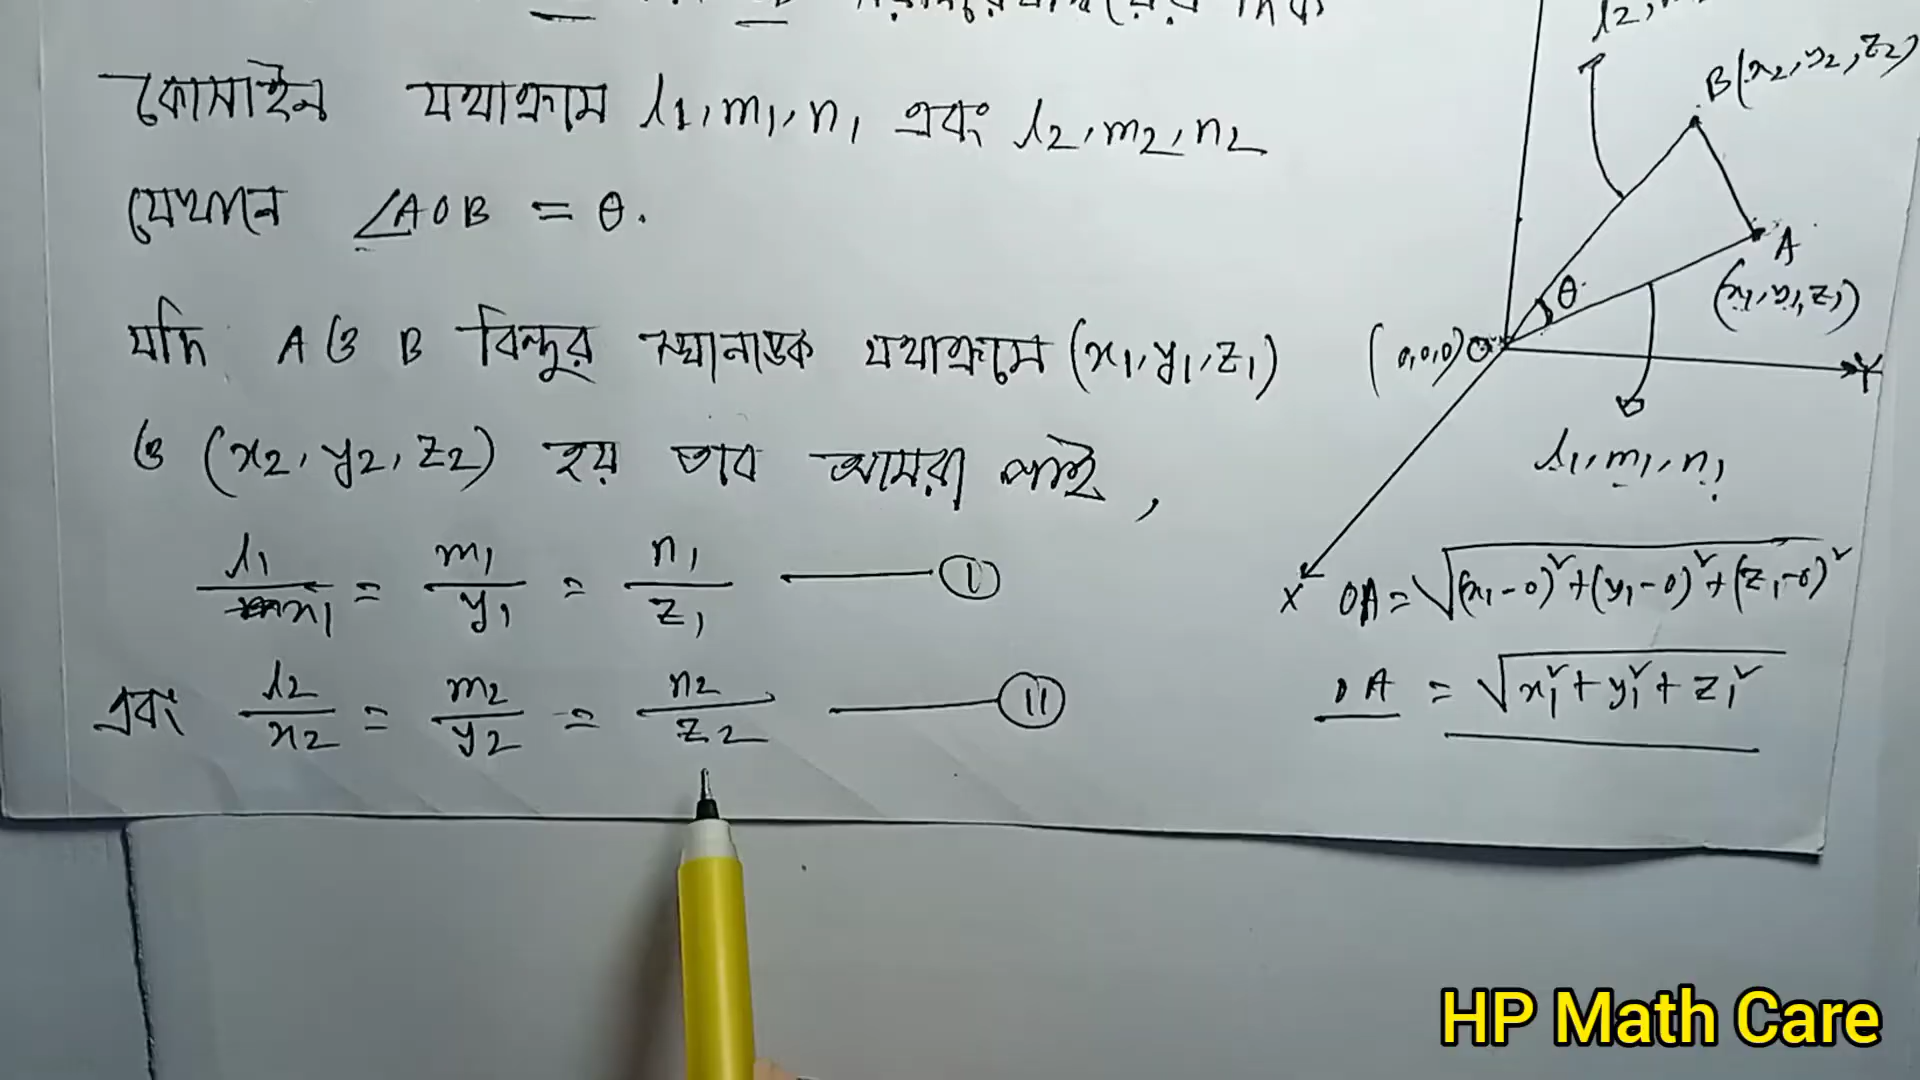 কোসাইন যথাক্রমে l1, m1, n1 এবং l2, m2, n2
যেখানে ∠AOB = θ.
যদি A ও B বিন্দুর স্থানাঙ্ক যথাক্রমে (x1, y1, z1)
ও (x2, y2, z2) হয় তবে আমরা পাই,
l1/x1 = m1/y1 = n1/z1 —— I
এবং l2/x2 = m2/y2 = n2/z2 —— II
B(x2, y2, z2)
A
(x1, y1, z1)
θ
(0,0,0) O
Y
l1, m1, n1
X
OA = √(x1-0)²+(y1-0)²+(z1-0)²
OA = √x1²+y1²+z1²
HP Math Care